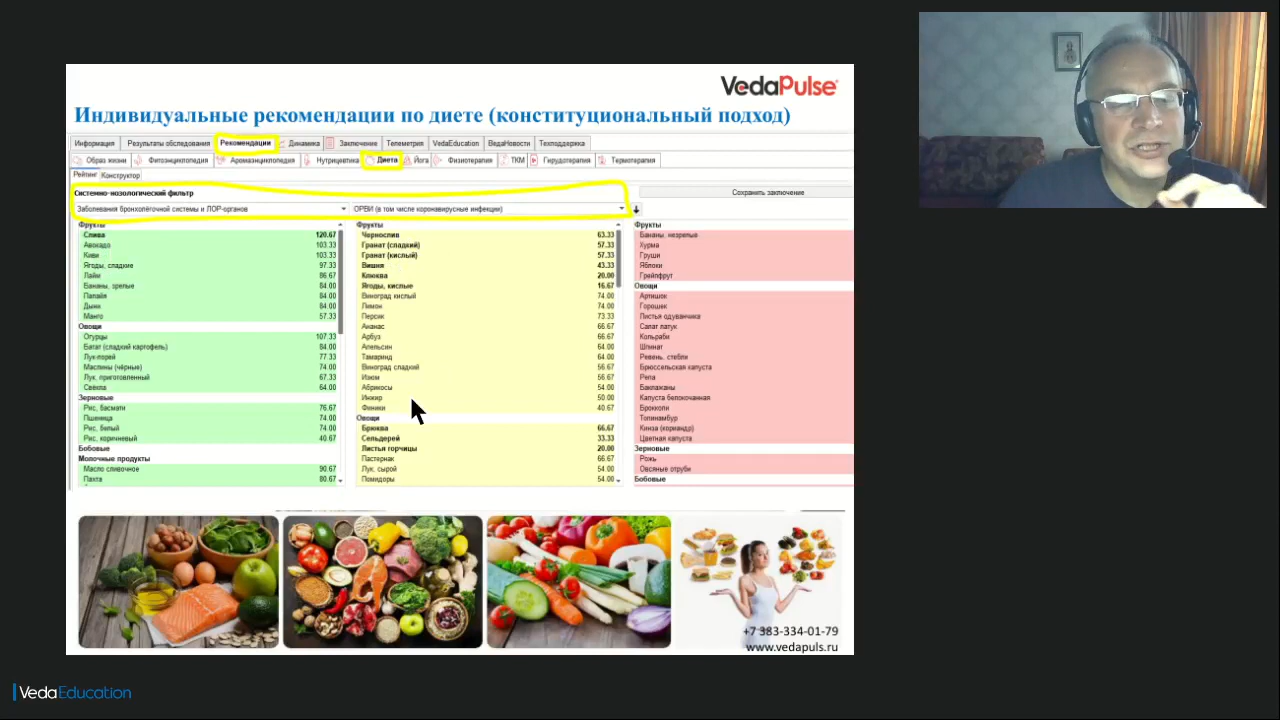 VedaPulse
Индивидуальные рекомендации по диете (конституциональный подход)
Информация Результаты обследования Рекомендации Динамика Заключение Телеметрия VedaEducation ВедаНовости Техподдержка
Образ жизни Фитоэнциклопедия Аромаэнциклопедия Нутрицевтика Диета Йога Физиотерапия ТКМ Гирудотерапия Термотерапия
Рейтинг Конструктор
Системно-нозологический фильтр
Сохранить заключение
Заболевания бронхолёгочной системы и ЛОР-органов
ОРВИ (в том числе коронавирусные инфекции)
Фрукты
Слива 120.67
Авокадо 103.33
Киви 103.33
Ягоды, сладкие 97.33
Лайм 86.67
Бананы, зрелые 84.00
Папайя 84.00
Дыни 84.00
Манго 57.33
Овощи
Огурцы 107.33
Батат (сладкий картофель) 84.00
Лук-порей 77.33
Маслины (чёрные) 74.00
Лук, приготовленный 67.33
Свёкла 64.00
Зерновые
Рис, басмати 76.67
Пшеница 74.00
Рис, белый 74.00
Рис, коричневый 40.67
Бобовые
Молочные продукты
Масло сливочное 90.67
Пахта 80.67
Фрукты
Чернослив 63.33
Гранат (сладкий) 57.33
Гранат (кислый) 57.33
Вишня 43.33
Клюква 20.00
Ягоды, кислые 16.67
Виноград кислый 74.00
Лимон 74.00
Персик 73.33
Ананас 66.67
Арбуз 66.67
Апельсин 64.00
Тамаринд 64.00
Виноград сладкий 56.67
Изюм 56.67
Абрикосы 54.00
Инжир 50.00
Финики 40.67
Овощи
Брюква 66.67
Сельдерей 33.33
Листья горчицы 20.00
Пастернак 66.67
Лук, сырой 54.00
Помидоры 54.00
Фрукты
Бананы, незрелые
Хурма
Груши
Яблоки
Грейпфрут
Овощи
Артишок
Горошек
Листья одуванчика
Салат латук
Кольраби
Шпинат
Ревень, стебли
Брюссельская капуста
Репа
Баклажаны
Капуста белокочанная
Брокколи
Топинамбур
Кинза (кориандр)
Цветная капуста
Зерновые
Рожь
Овсяные отруби
Бобовые
+7 383-334-01-79
www.vedapuls.ru
VedaEducation